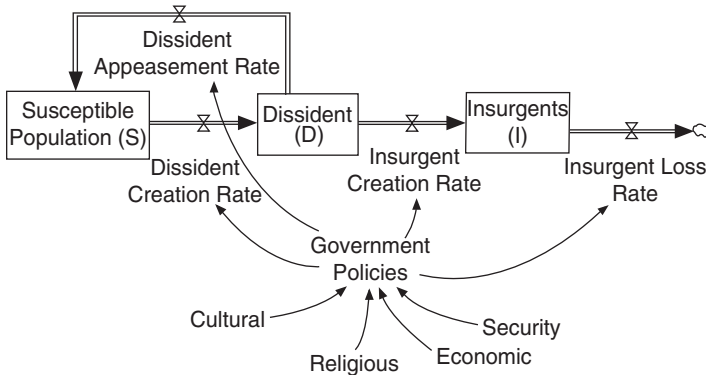 Dissident
Appeasement Rate
Susceptible
Population (S)
Dissident
(D)
Insurgents
(I)
Dissident
Creation Rate
Insurgent
Creation Rate
Insurgent Loss
Rate
Government
Policies
Cultural
Religious
Economic
Security